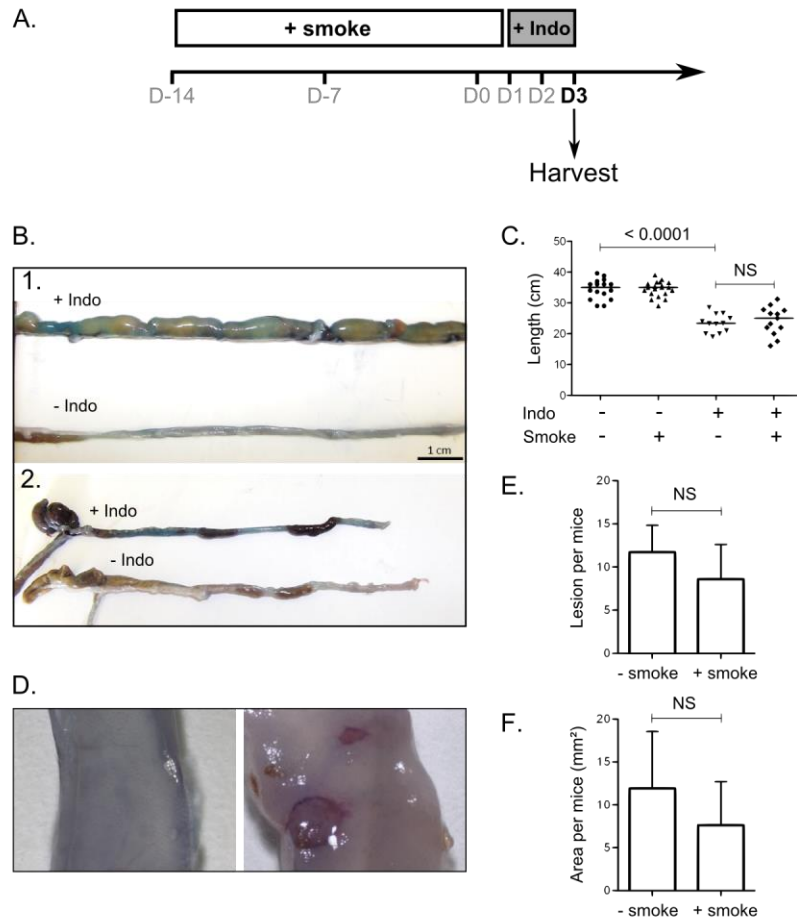 A.
+ smoke
+ Indo
D-14
D-7
D0
D1
D2
D3
Harvest
B.
1.
+ Indo
- Indo
1 cm
2.
+ Indo
- Indo
C.
< 0.0001
NS
50
40
30
20
10
0
Length (cm)
Indo - - + +
Smoke - + - +
D.
E.
NS
20
15
10
5
0
Lesion per mice
- smoke + smoke
F.
NS
20
15
10
5
0
Area per mice (mm²)
- smoke + smoke